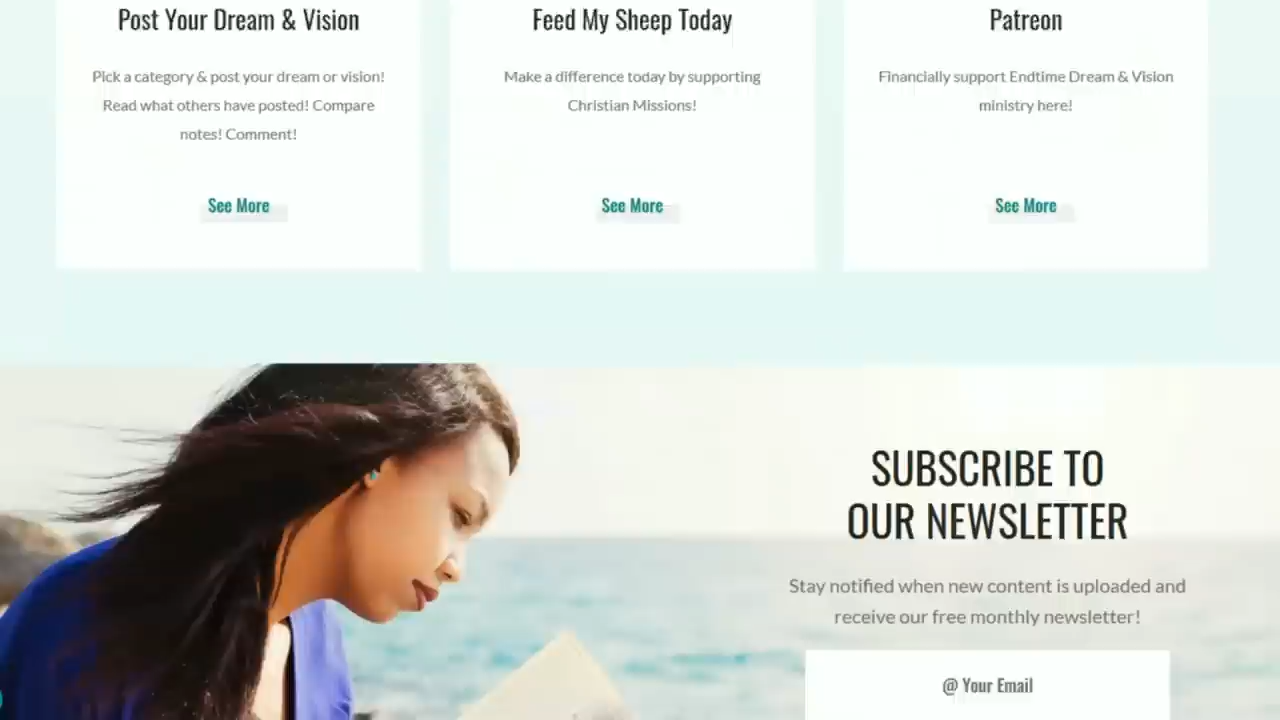 Post Your Dream & Vision
Pick a category & post your dream or vision!
Read what others have posted! Compare
notes! Comment!
See More
Feed My Sheep Today
Make a difference today by supporting
Christian Missions!
See More
Patreon
Financially support Endtime Dream & Vision
ministry here!
See More
SUBSCRIBE TO
OUR NEWSLETTER
Stay notified when new content is uploaded and
receive our free monthly newsletter!
@ Your Email